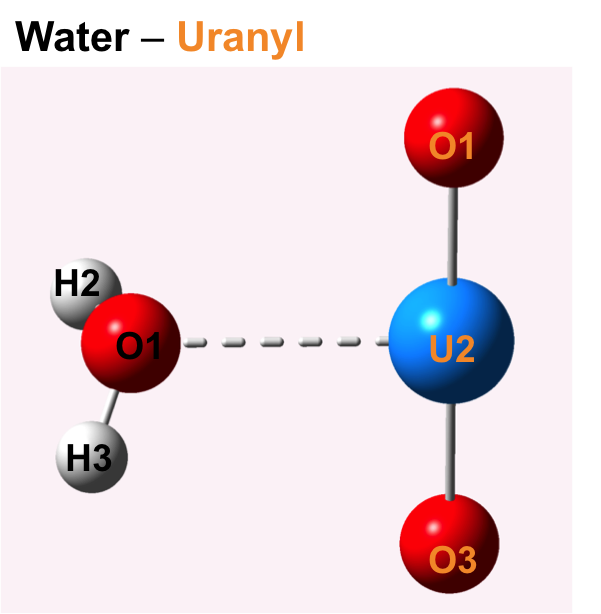 Water – Uranyl
O1
H2
O1
U2
H3
O3